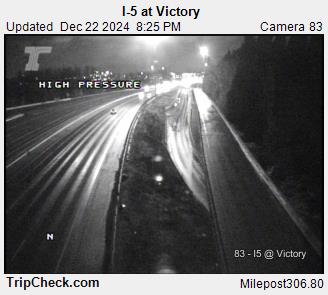 I-5 at Victory
Updated  Dec 22 2024  8:25 PM
Camera 83
TR
HIGH PRESSURE
N
83 - I5 @ Victory
TripCheck.com
Milepost306.80